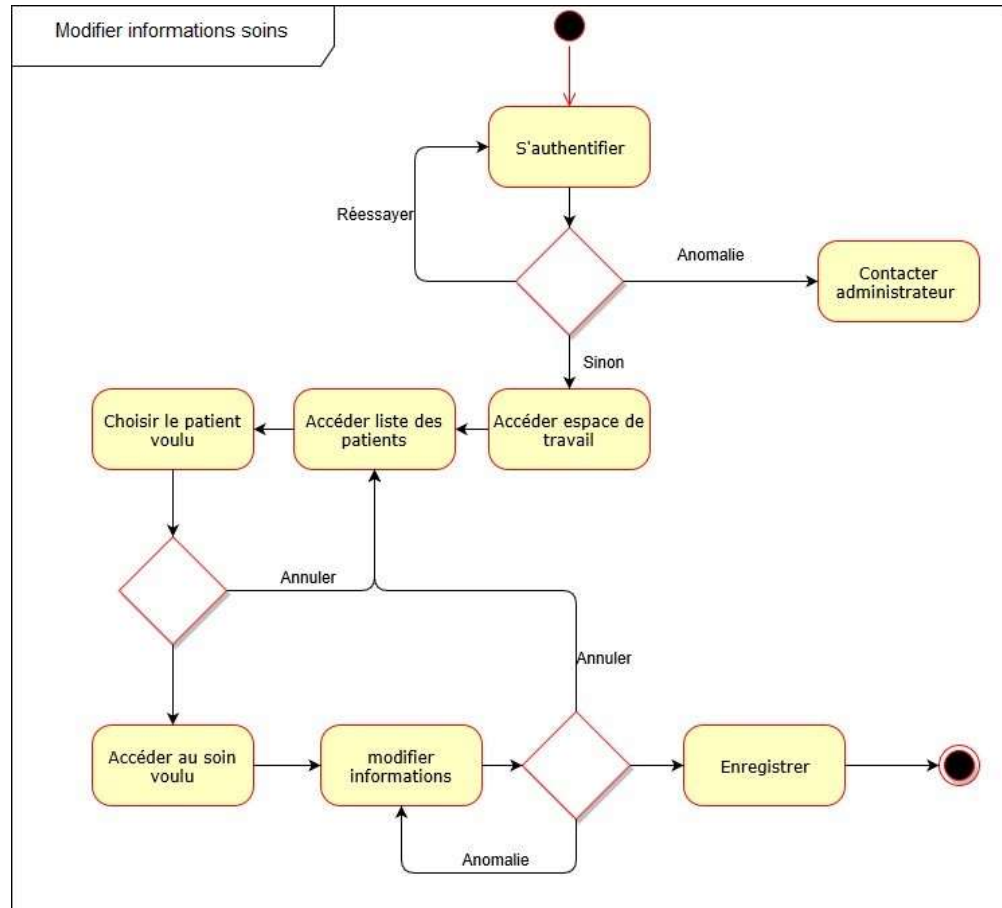 Modifier informations soins
S'authentifier
Réessayer
Anomalie
Contacter
administrateur
Sinon
Choisir le patient
voulu
Accéder liste des
patients
Accéder espace de
travail
Annuler
Annuler
Accéder au soin
voulu
modifier
informations
Enregistrer
Anomalie